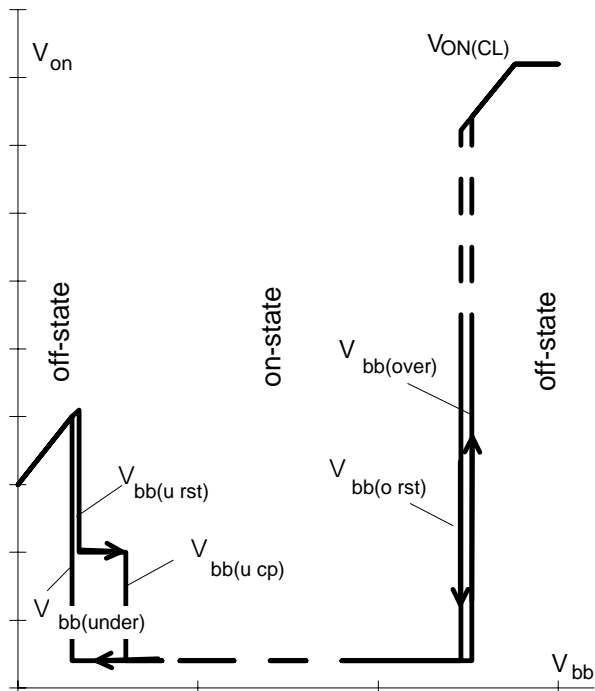 V on
VON(CL)
off-state
on-state
off-state
V bb(over)
V bb(u rst)
V bb(o rst)
V bb(u cp)
V bb(under)
V bb